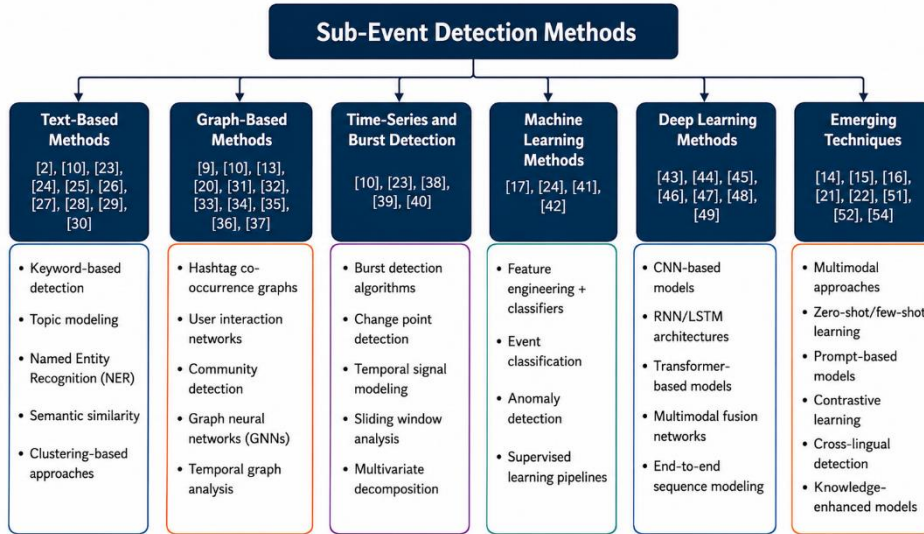 Sub-Event Detection Methods
Text-Based
Methods
[2], [10], [23],
[24], [25], [26],
[27], [28], [29],
[30]
• Keyword-based
detection
• Topic modeling
• Named Entity
Recognition (NER)
• Semantic similarity
• Clustering-based
approaches
Graph-Based
Methods
[9], [10], [13],
[20], [31], [32],
[33], [34], [35],
[36], [37]
• Hashtag co-
occurrence graphs
• User interaction
networks
• Community
detection
• Graph neural
networks (GNNs)
• Temporal graph
analysis
Time-Series and
Burst Detection
[10], [23], [38],
[39], [40]
• Burst detection
algorithms
• Change point
detection
• Temporal signal
modeling
• Sliding window
analysis
• Multivariate
decomposition
Machine
Learning
Methods
[17], [24], [41],
[42]
• Feature
engineering +
classifiers
• Event
classification
• Anomaly
detection
• Supervised
learning pipelines
Deep Learning
Methods
[43], [44], [45],
[46], [47], [48],
[49]
• CNN-based
models
• RNN/LSTM
architectures
• Transformer-
based models
• Multimodal fusion
networks
• End-to-end
sequence modeling
Emerging
Techniques
[14], [15], [16],
[21], [22], [51],
[52], [54]
• Multimodal
approaches
• Zero-shot/few-shot
learning
• Prompt-based
models
• Contrastive
learning
• Cross-lingual
detection
• Knowledge-
enhanced models